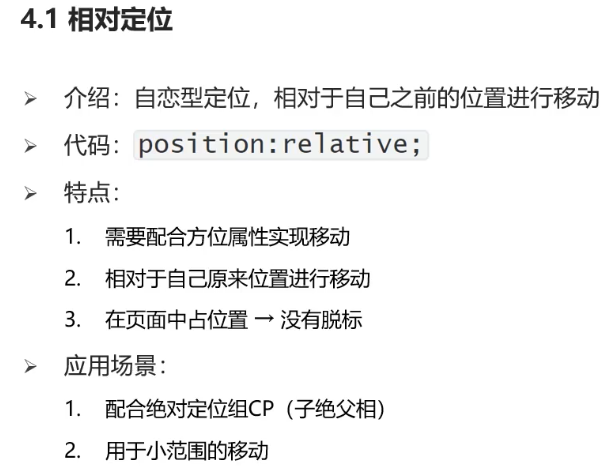 4.1 相对定位
➢ 介绍：自恋型定位，相对于自己之前的位置进行移动
➢ 代码：position:relative;
➢ 特点：
1. 需要配合方位属性实现移动
2. 相对于自己原来位置进行移动
3. 在页面中占位置 → 没有脱标
➢ 应用场景：
1. 配合绝对定位组CP（子绝父相）
2. 用于小范围的移动